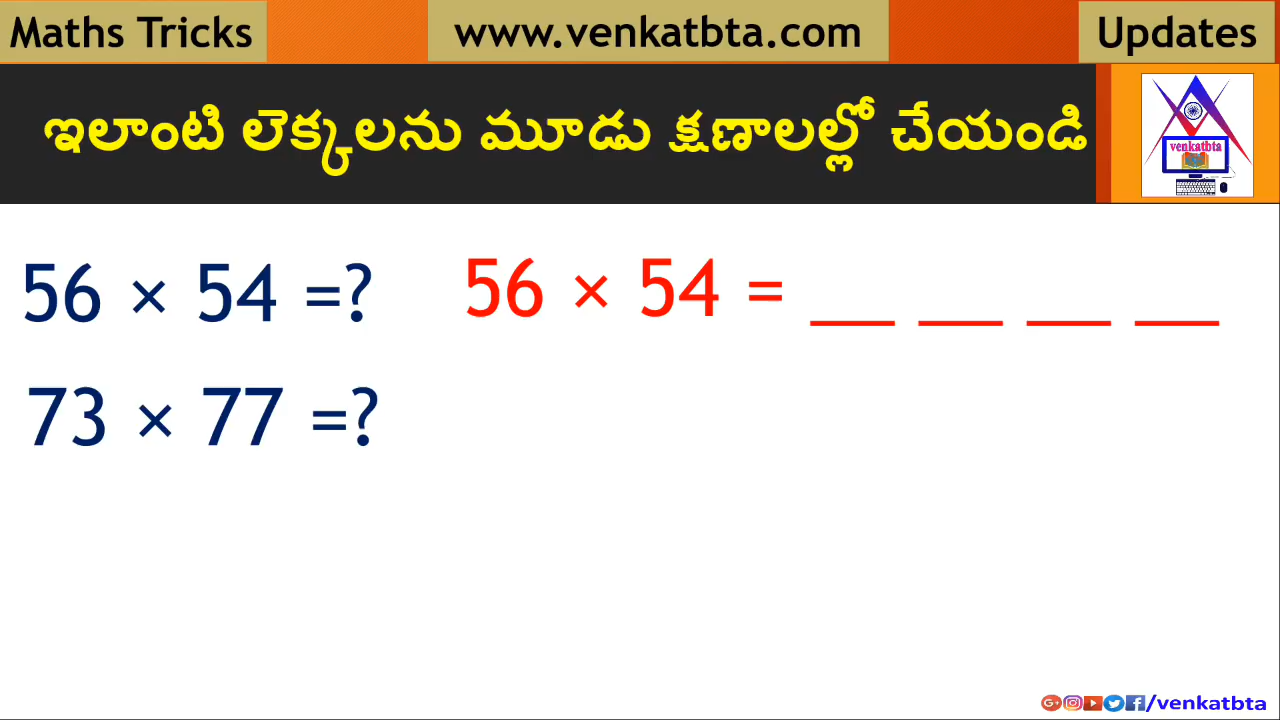 Maths Tricks www.venkatbta.com Updates
ఇలాంటి లెక్కలను మూడు క్షణాలల్లో చేయండి
venkatbta
56 × 54 =? 56 × 54 = __ __ __ __
73 × 77 =?
/venkatbta